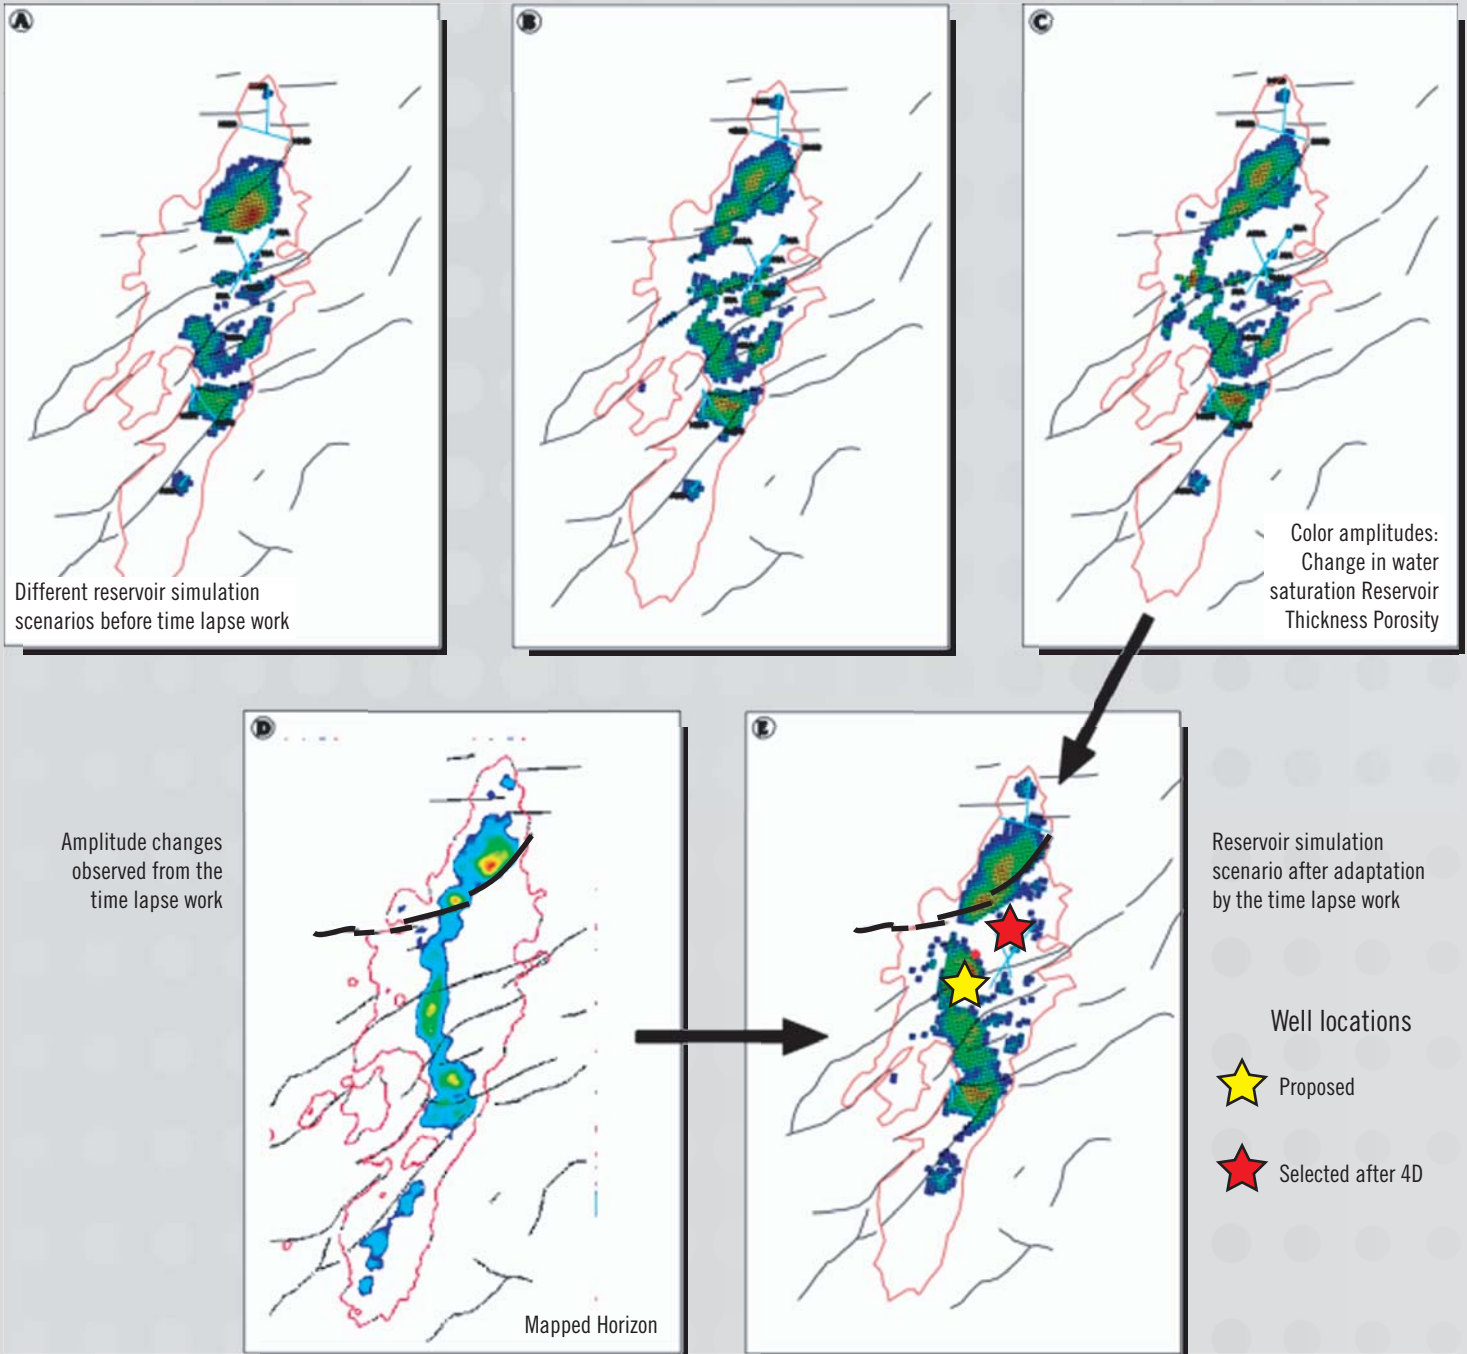 A
B
C
Different reservoir simulation
scenarios before time lapse work
Color amplitudes:
Change in water
saturation Reservoir
Thickness Porosity
D
E
Amplitude changes
observed from the
time lapse work
Reservoir simulation
scenario after adaptation
by the time lapse work
Well locations
Proposed
Selected after 4D
Mapped Horizon